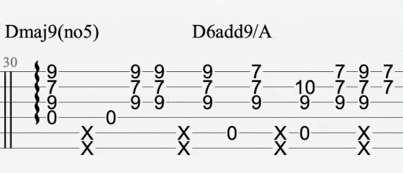 Dmaj9(no5) D6add9/A
30
9 9 9 9 7 7 9 7
7 7 7 7 7 10 7 7 7
9 9 9 9 9 9 9 9
0 0
X X 0 X 0 X
X X X X